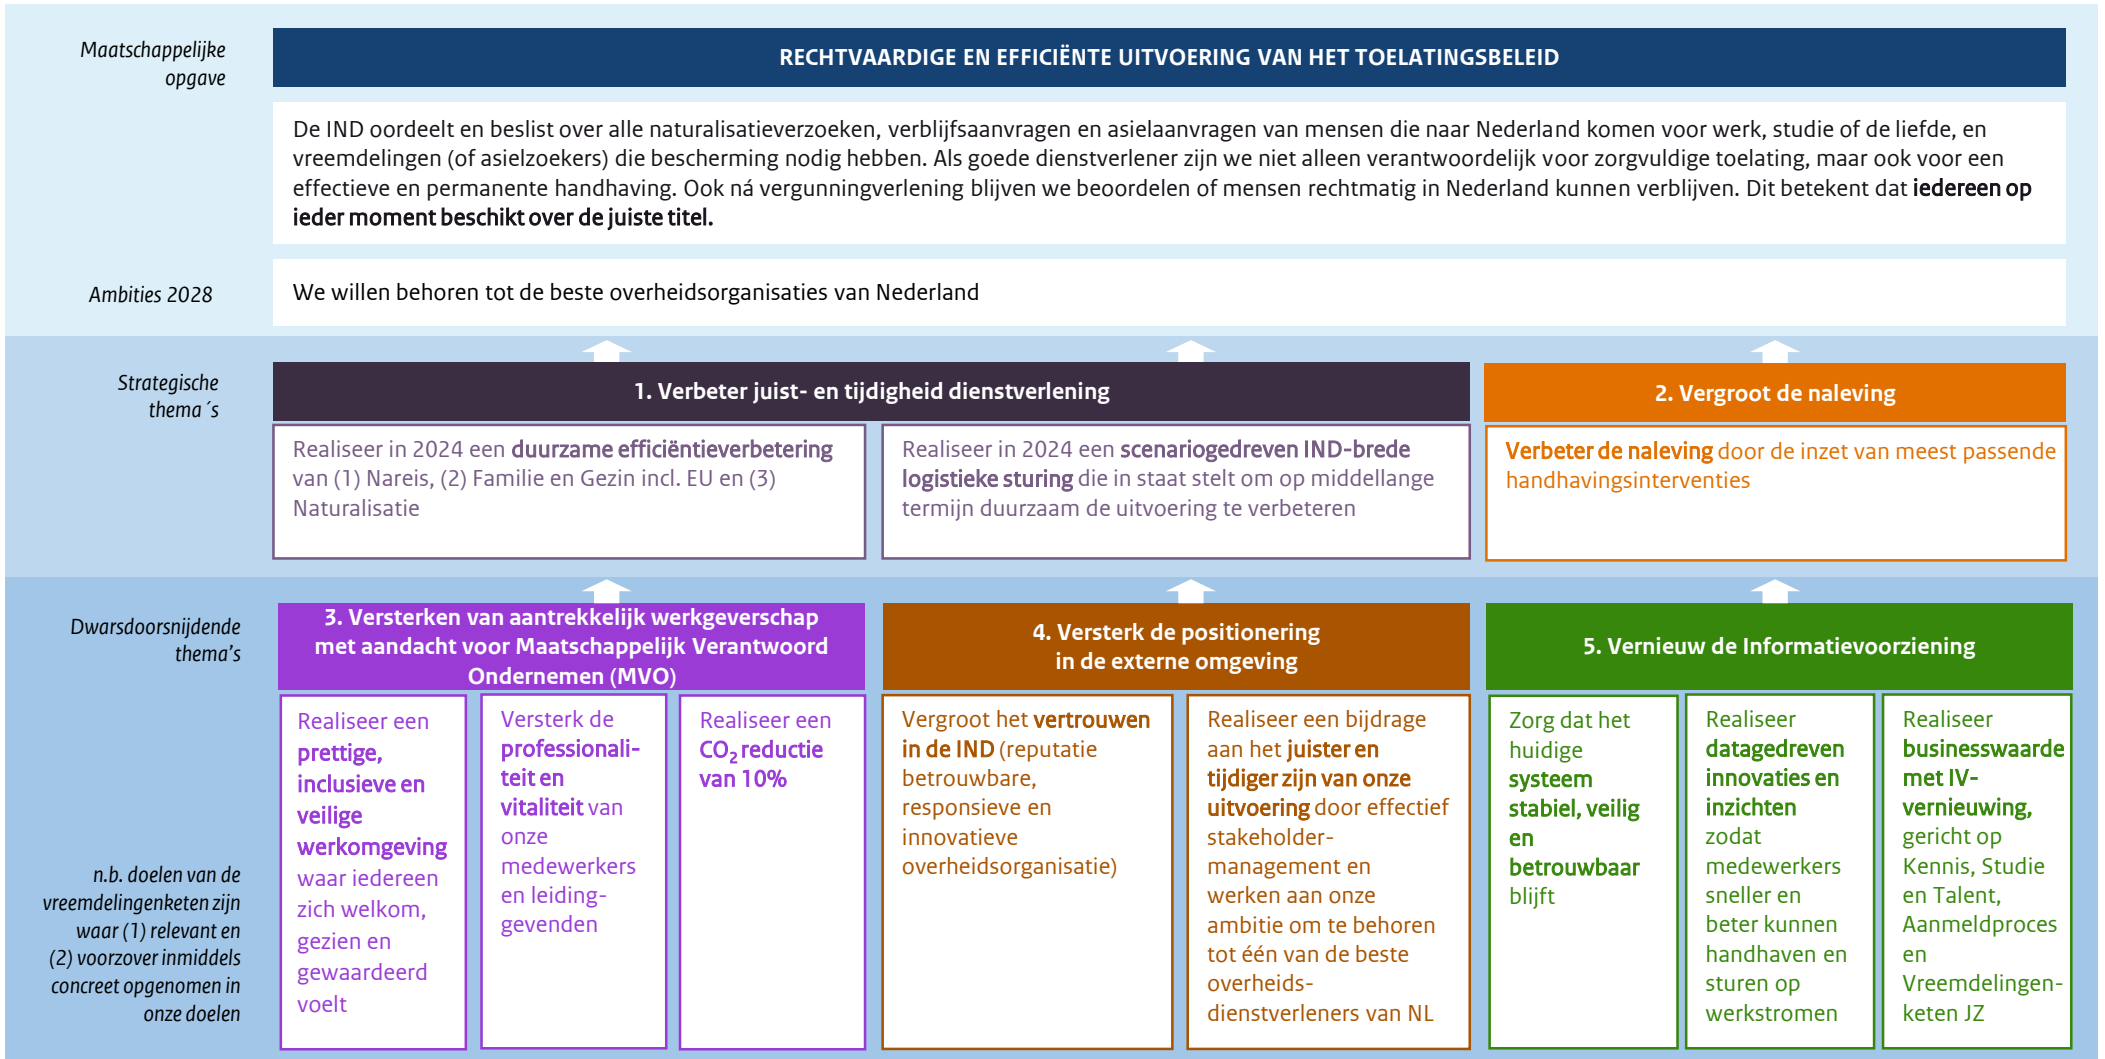 Maatschappelijke
opgave
RECHTVAARDIGE EN EFFICIËNTE UITVOERING VAN HET TOELATINGSBELEID
De IND oordeelt en beslist over alle naturalisatieverzoeken, verblijfsaanvragen en asielaanvragen van mensen die naar Nederland komen voor werk, studie of de liefde, en
vreemdelingen (of asielzoekers) die bescherming nodig hebben. Als goede dienstverlener zijn we niet alleen verantwoordelijk voor zorgvuldige toelating, maar ook voor een
effectieve en permanente handhaving. Ook ná vergunningverlening blijven we beoordelen of mensen rechtmatig in Nederland kunnen verblijven. Dit betekent dat iedereen op
ieder moment beschikt over de juiste titel.
Ambities 2028
We willen behoren tot de beste overheidsorganisaties van Nederland
Strategische
thema´s
1. Verbeter juist- en tijdigheid dienstverlening
Realiseer in 2024 een duurzame efficiëntieverbetering
van (1) Nareis, (2) Familie en Gezin incl. EU en (3)
Naturalisatie
Realiseer in 2024 een scenariogedreven IND-brede
logistieke sturing die in staat stelt om op middellange
termijn duurzaam de uitvoering te verbeteren
2. Vergroot de naleving
Verbeter de naleving door de inzet van meest passende
handhavingsinterventies
Dwarsdoorsnijdende
thema's
3. Versterken van aantrekkelijk werkgeverschap
met aandacht voor Maatschappelijk Verantwoord
Ondernemen (MVO)
Realiseer een
prettige,
inclusieve en
veilige
werkomgeving
waar iedereen
zich welkom,
gezien en
gewaardeerd
voelt
Versterk de
professionali-
teit en
vitaliteit van
onze
medewerkers
en leiding-
gevenden
Realiseer een
CO₂ reductie
van 10%
4. Versterk de positionering
in de externe omgeving
Vergroot het vertrouwen
in de IND (reputatie
betrouwbare,
responsieve en
innovatieve
overheidsorganisatie)
Realiseer een bijdrage
aan het juister en
tijdiger zijn van onze
uitvoering door effectief
stakeholder-
management en
werken aan onze
ambitie om te behoren
tot één van de beste
overheids-
dienstverleners van NL
5. Vernieuw de Informatievoorziening
Zorg dat het
huidige
systeem
stabiel, veilig
en
betrouwbaar
blijft
Realiseer
datagedreven
innovaties en
inzichten
zodat
medewerkers
sneller en
beter kunnen
handhaven en
sturen op
werkstromen
Realiseer
businesswaarde
met IV-
vernieuwing,
gericht op
Kennis, Studie
en Talent,
Aanmeldproces
en
Vreemdelingen-
keten JZ
n.b. doelen van de
vreemdelingenketen zijn
waar (1) relevant en
(2) voorzover inmiddels
concreet opgenomen in
onze doelen